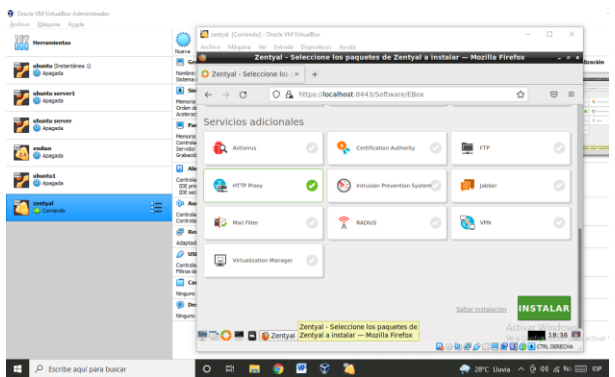 Oracle VM VirtualBox Administrador
Archivo Máquina Ayuda
Herramientas
Nueva
ubuntu (Instantánea 1)
Apagada
ubuntu server1
Apagada
ubuntu server
Apagada
endian
Apagada
ubuntu1
Apagada
zentyal
Corriendo
zentyal [Corriendo] - Oracle VM VirtualBox
Archivo Máquina Ver Entrada Dispositivos Ayuda
Zentyal - Seleccione los paquetes de Zentyal a instalar — Mozilla Firefox
Zentyal - Seleccione los
https://localhost:8443/Software/EBox
Servicios adicionales
Antivirus
Certification Authority
FTP
HTTP Proxy
Intrusion Prevention System
Jabber
Mail Filter
RADIUS
VPN
Virtualization Manager
Saltar instalación
INSTALAR
Activar Windows
Zentyal
Zentyal - Seleccione los paquetes de
Zentyal a instalar — Mozilla Firefox
18:36
CTRL DERECHA
Escribe aquí para buscar
28°C Lluvia
ESP